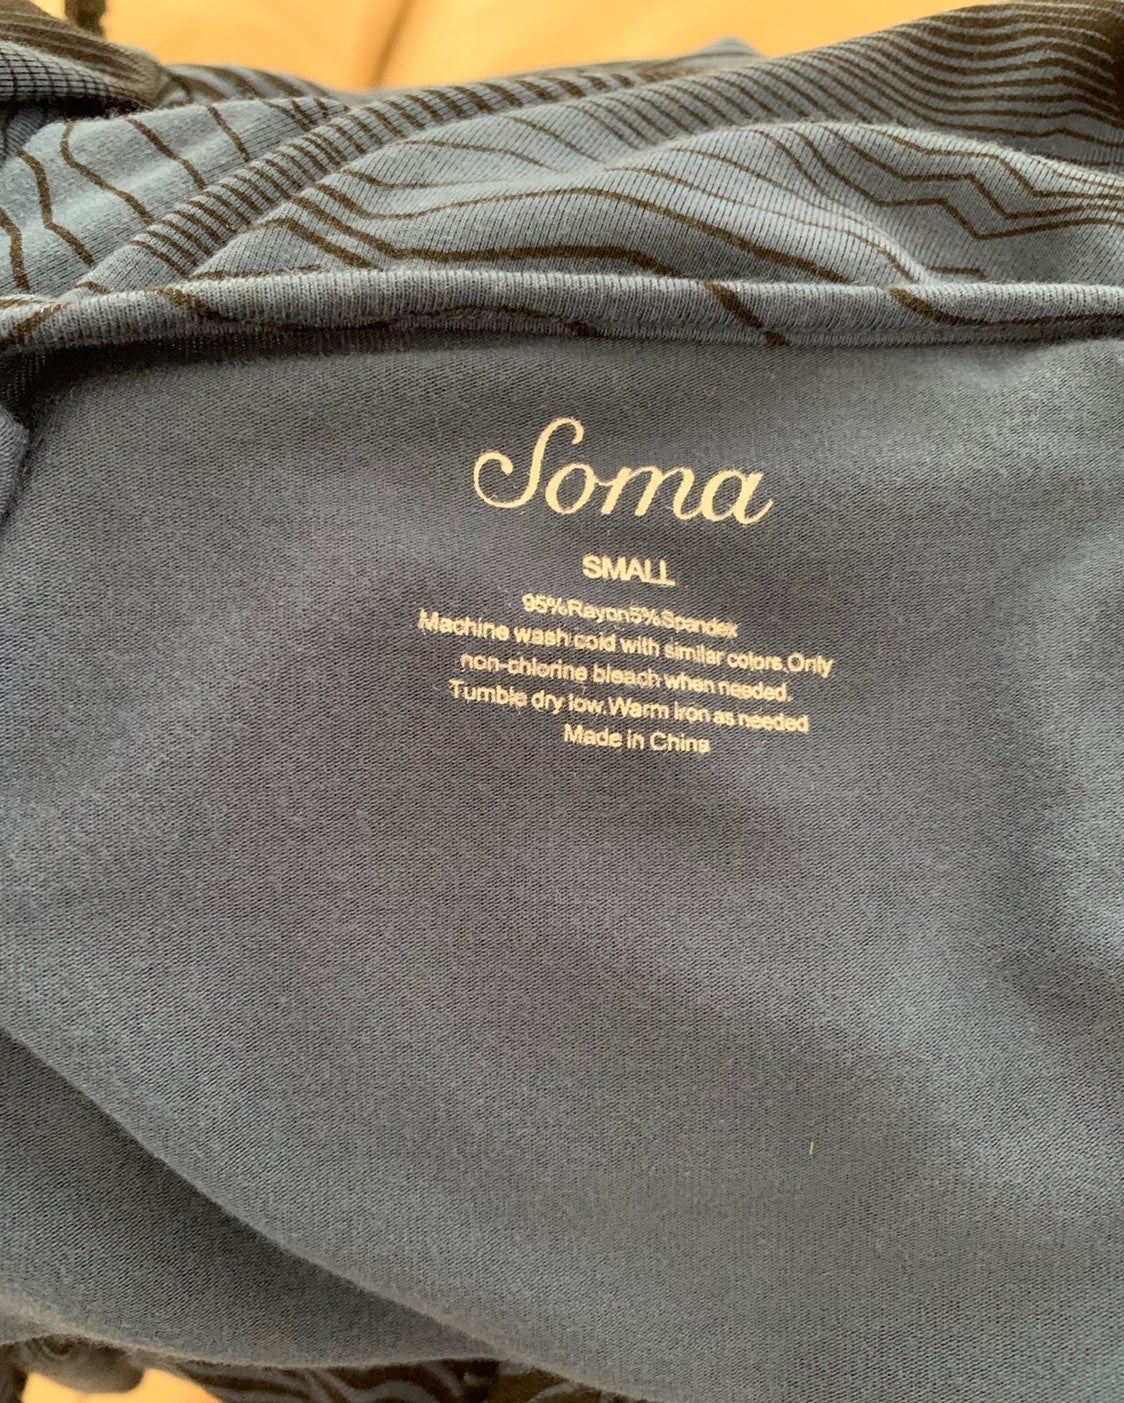 Soma
SMALL
95%Rayon5%Spandex
Machine wash cold with similar colors.Only
non-chlorine bleach when needed.
Tumble dry low.Warm iron as needed
Made in China